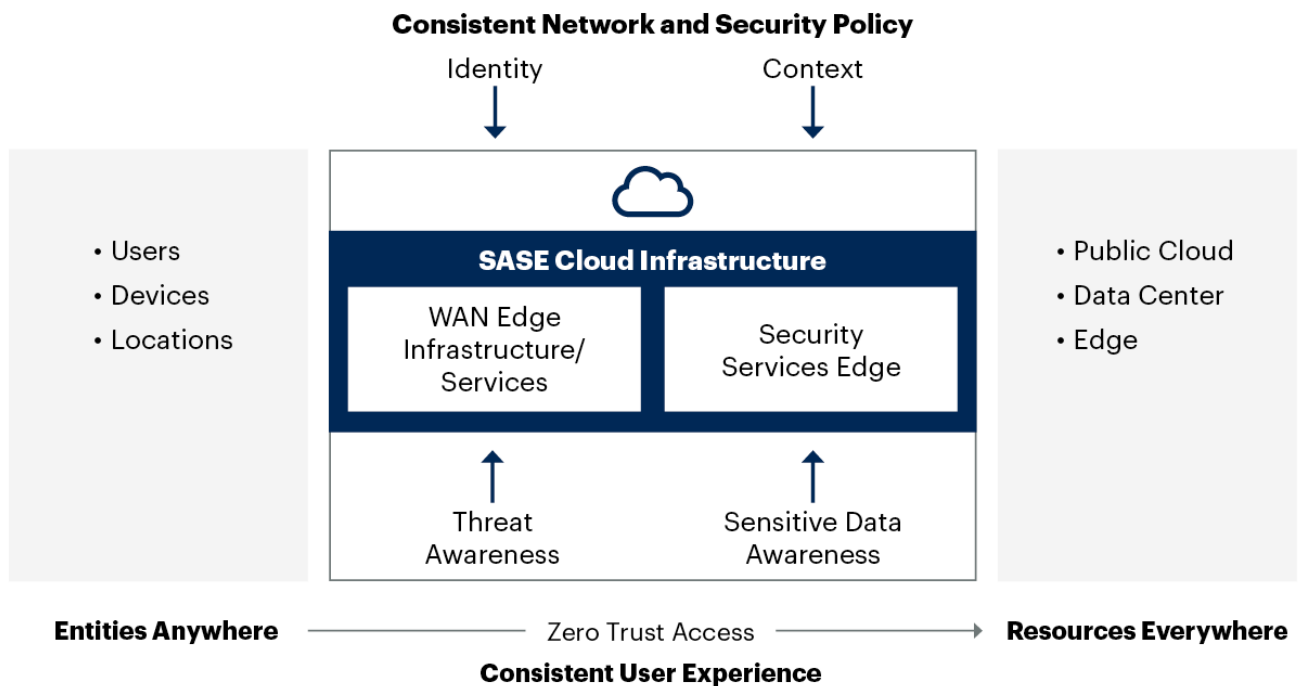 Consistent Network and Security Policy
Identity
Context
• Users
• Devices
• Locations
SASE Cloud Infrastructure
WAN Edge
Infrastructure/
Services
Security
Services Edge
• Public Cloud
• Data Center
• Edge
Threat
Awareness
Sensitive Data
Awareness
Entities Anywhere
Zero Trust Access
Resources Everywhere
Consistent User Experience